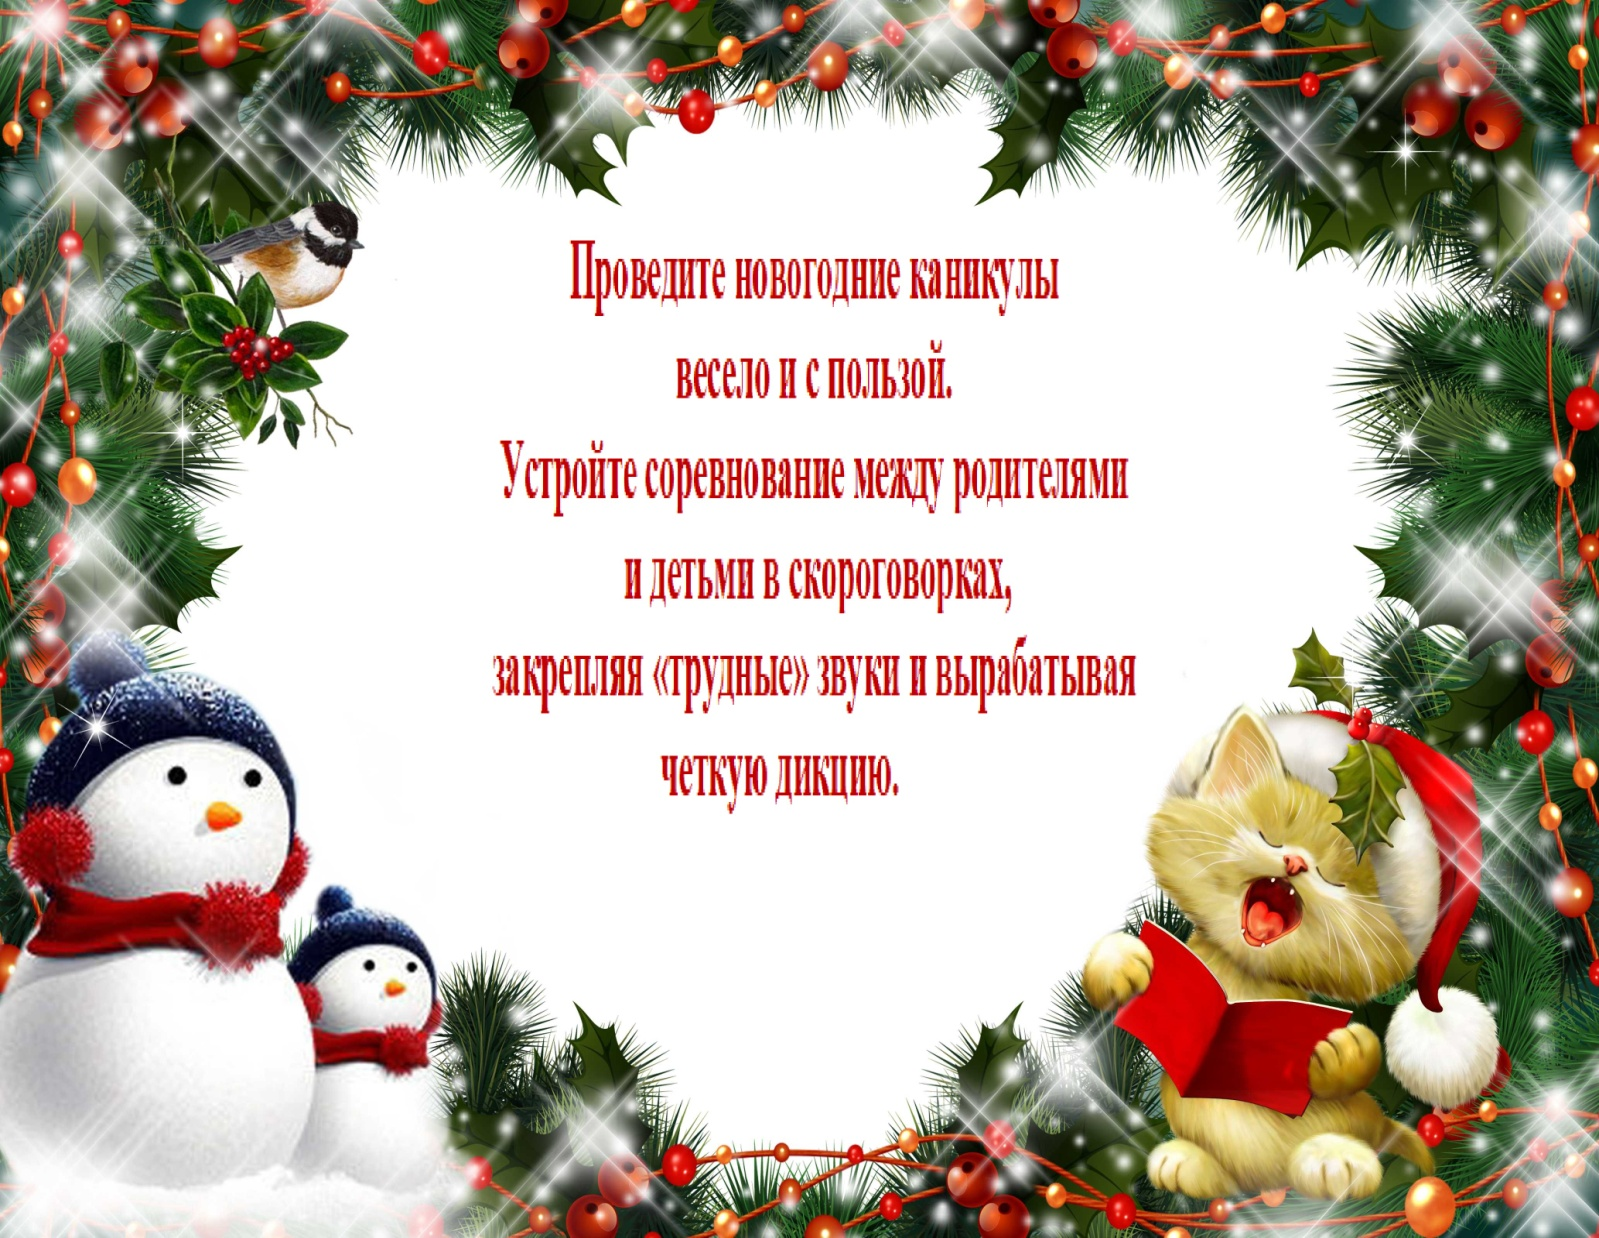 Проведите новогодние каникулы
весело и с пользой.
Устройте соревнование между родителями
и детьми в скороговорках,
закрепляя «трудные» звуки и вырабатывая
четкую дикцию.